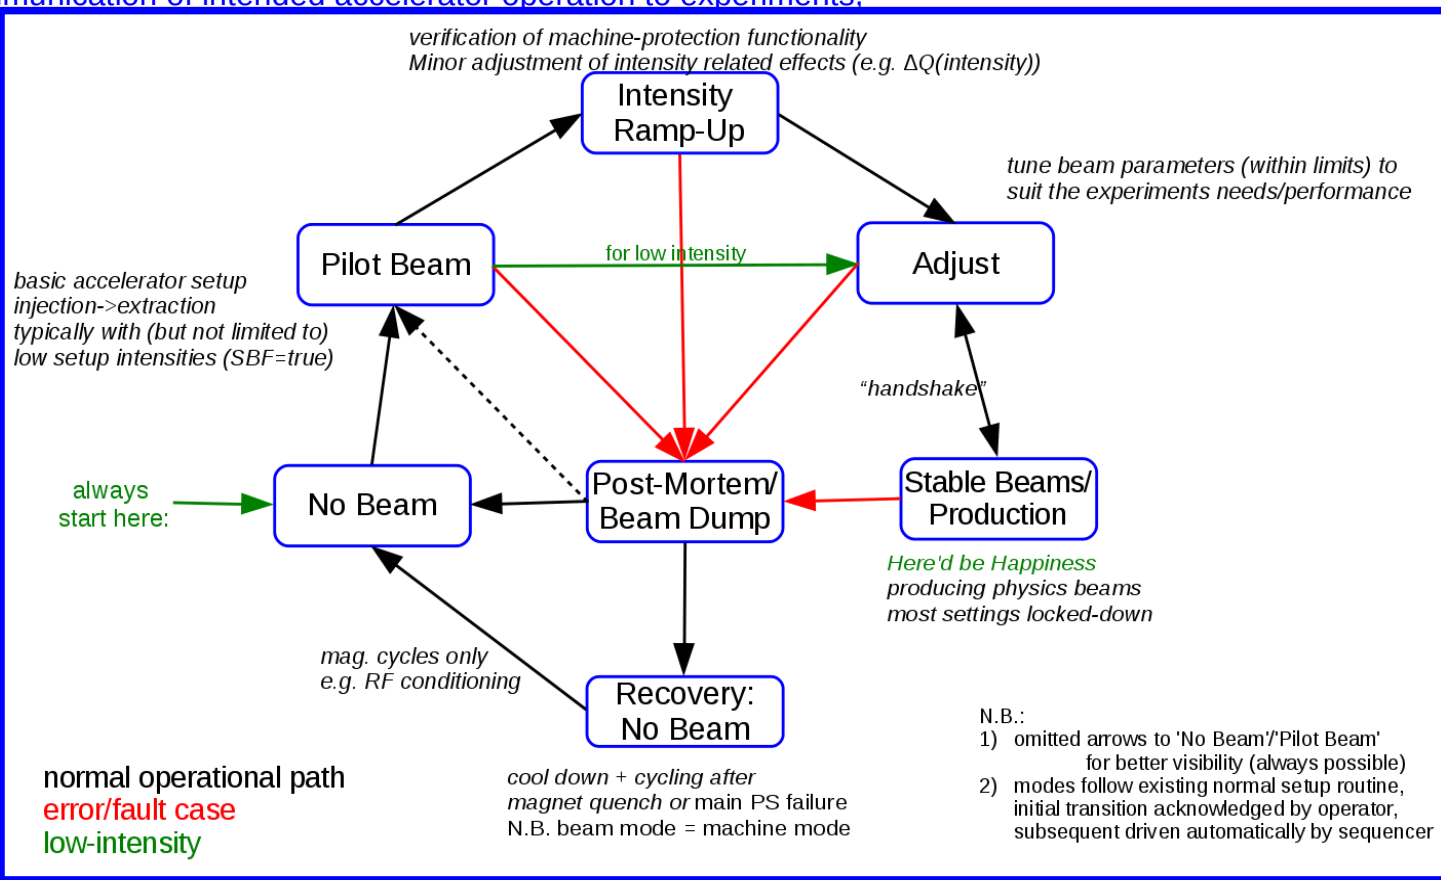 of intended accelerator operation to experiments,
verification of machine-protection functionality
Minor adjustment of intensity related effects (e.g. ΔQ(intensity))
Intensity
Ramp-Up
tune beam parameters (within limits) to
suit the experiments needs/performance
Pilot Beam
for low intensity
Adjust
basic accelerator setup
injection->extraction
typically with (but not limited to)
low setup intensities (SBF=true)
“handshake”
always
start here:
No Beam
Post-Mortem/
Beam Dump
Stable Beams/
Production
Here'd be Happiness
producing physics beams
most settings locked-down
mag. cycles only
e.g. RF conditioning
Recovery:
No Beam
cool down + cycling after
magnet quench or main PS failure
N.B. beam mode = machine mode
normal operational path
error/fault case
low-intensity
N.B.:
1) omitted arrows to 'No Beam'/'Pilot Beam'
for better visibility (always possible)
2) modes follow existing normal setup routine,
initial transition acknowledged by operator,
subsequent driven automatically by sequencer